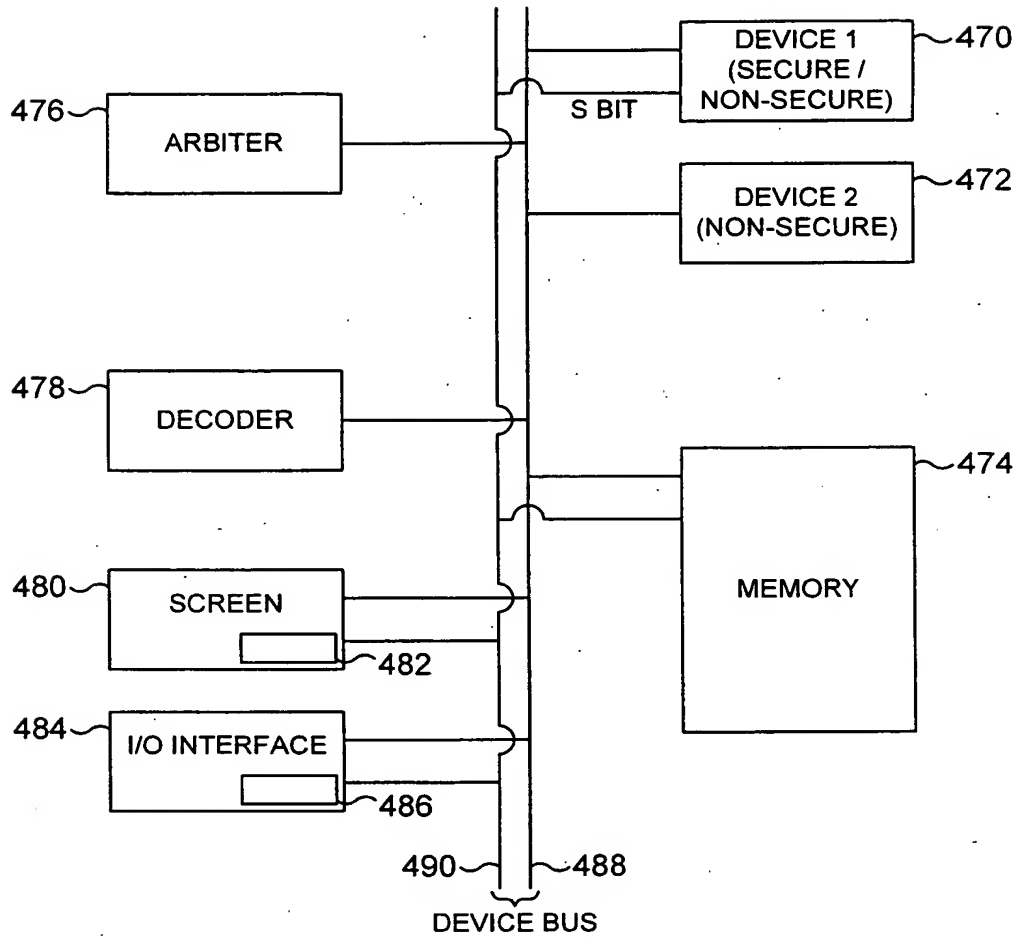 DEVICE 1
(SECURE /
NON-SECURE)
470
476
ARBITER
S BIT
DEVICE 2
(NON-SECURE)
472
478
DECODER
474
MEMORY
480
SCREEN
482
484
I/O INTERFACE
486
490
488
DEVICE BUS